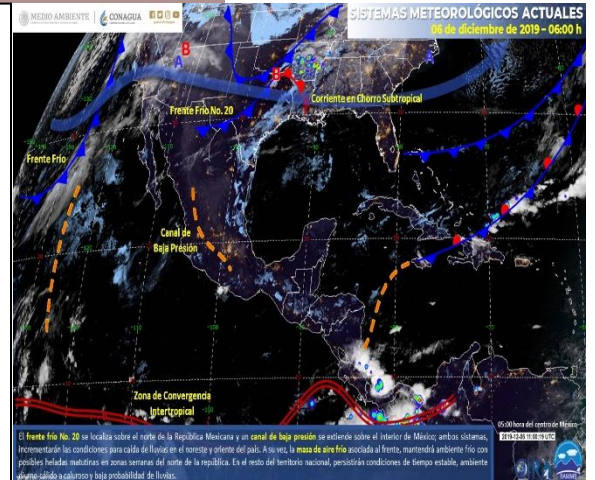 MEDIO AMBIENTE
CONAGUA
SISTEMAS METEOROLÓGICOS ACTUALES
06 de diciembre de 2019 – 06:00 h
B
A
B
A
Corriente en Chorro Subtropical
Frente Frío No. 20
Frente Frío
Canal de
Baja Presión
Zona de Convergencia
Intertropical
05:00 hora del centro de México
2019-12-06 11:00:19 UTC
El frente frío No. 20 se localiza sobre el norte de la República Mexicana y un canal de baja presión se extiende sobre el interior de México; ambos sistemas,
incrementarán las condiciones para caída de lluvias en el noreste y oriente del país. A su vez, la masa de aire frío asociada al frente, mantendrá ambiente frío con
posibles heladas matutinas en zonas serranas del norte de la república. En el resto del territorio nacional, persistirán condiciones de tiempo estable, ambiente
diurno cálido a caluroso y baja probabilidad de lluvias.